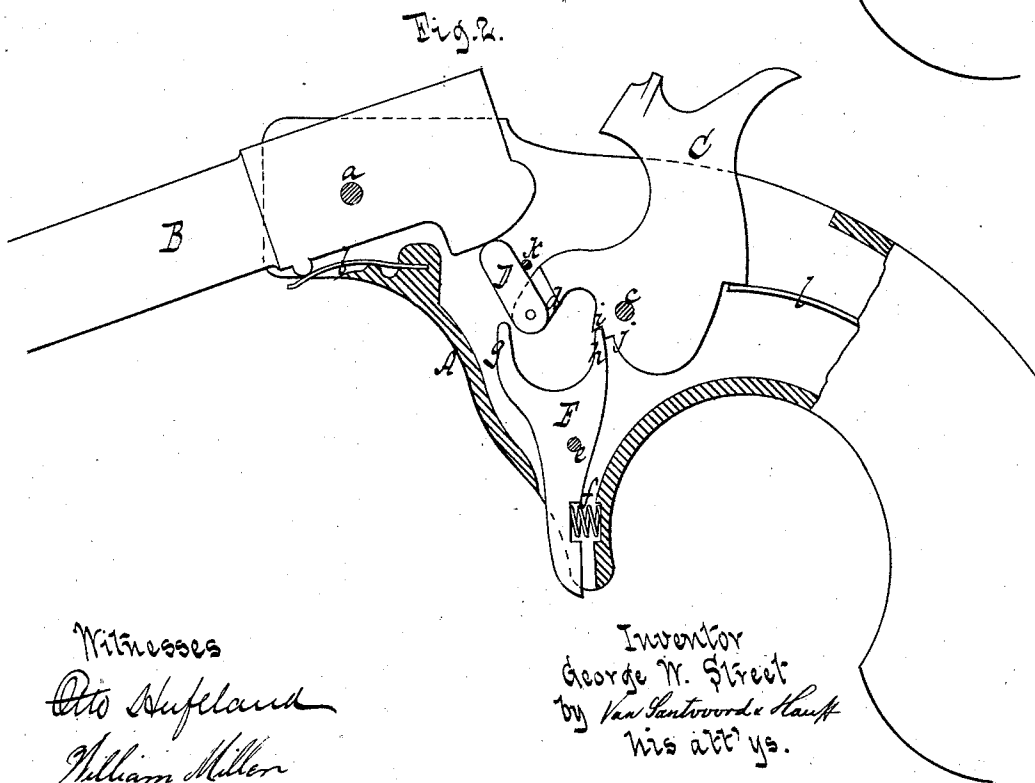 Fig. 2.
a
C
B
k
D
d
c
i
l
j
g
h
A
F
e
f
Witnesses
Otto Hufeland
William Miller
Inventor
George W. Street
by Van Santvoord & Hauff
his att'ys.